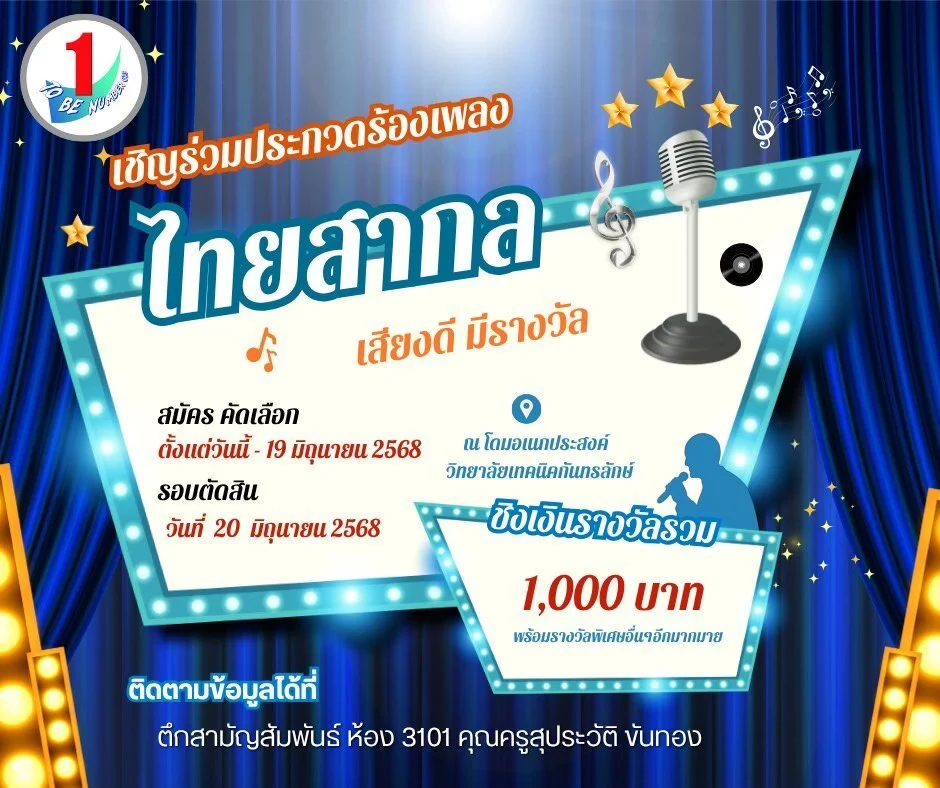 1
TO BE NUMBER ONE
เชิญร่วมประกวดร้องเพลง
ไทยสากล
เสียงดี มีรางวัล
สมัคร คัดเลือก
ตั้งแต่วันนี้ - 19 มิถุนายน 2568
รอบตัดสิน
วันที่ 20 มิถุนายน 2568
ณ โดมอเนกประสงค์
วิทยาลัยเทคนิคกันทรลักษ์
ชิงเงินรางวัลรวม
1,000 บาท
พร้อมรางวัลพิเศษอื่นๆอีกมากมาย
ติดตามข้อมูลได้ที่
ตึกสามัญสัมพันธ์ ห้อง 3101 คุณครูสุประวัติ ขันทอง